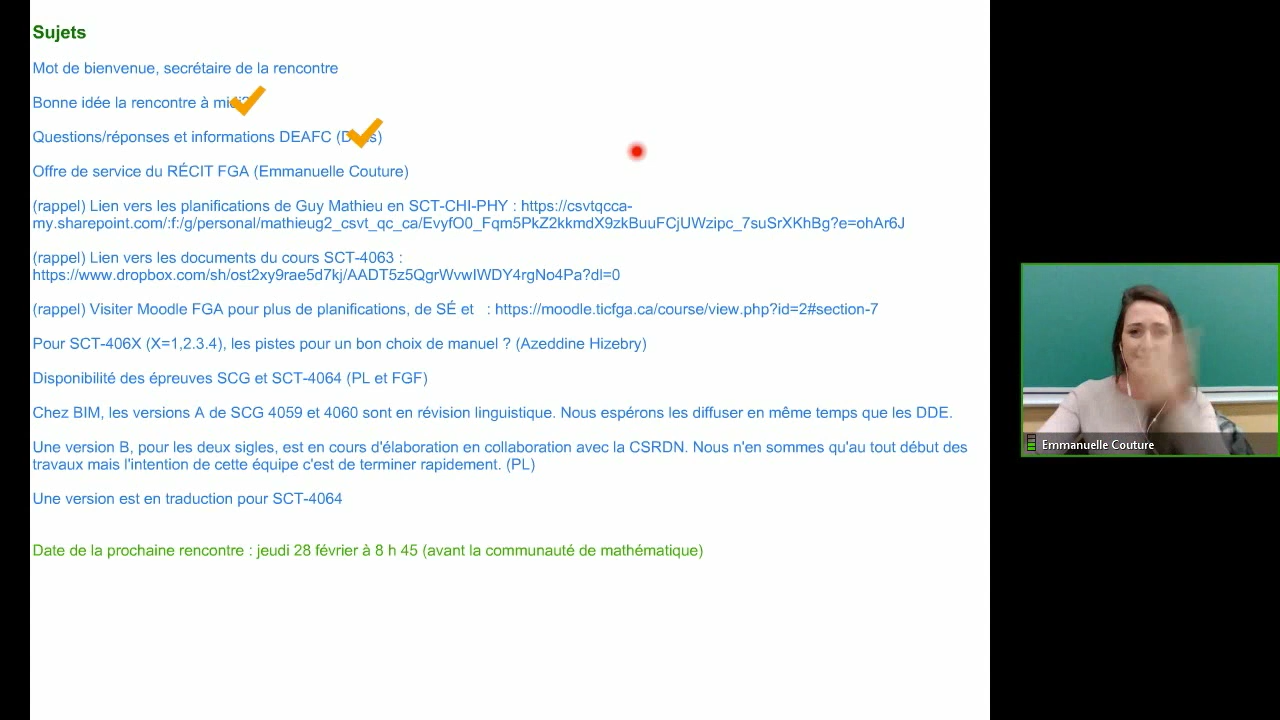 Sujets
Mot de bienvenue, secrétaire de la rencontre
Bonne idée la rencontre à midi?
Questions/réponses et informations DEAFC (
Offre de service du RÉCIT FGA (Emmanuelle Couture)
(rappel) Lien vers les planifications de Guy Mathieu en SCT-CHI-PHY : https://csvtqcca-
my.sharepoint.com/:f:/g/personal/mathieug2_csvt_qc_ca/EvyfO0_Fqm5PkZ2kkmdX9zkBuuFCjUWzipc_7suSrXKhBg?e=ohAr6J
(rappel) Lien vers les documents du cours SCT-4063 :
https://www.dropbox.com/sh/ost2xy9rae5d7kj/AADT5z5QgrWvwIWDY4rgNo4Pa?dl=0
(rappel) Visiter Moodle FGA pour plus de planifications, de SÉ et : https://moodle.ticfga.ca/course/view.php?id=2#section-7
Pour SCT-406X (X=1,2.3.4), les pistes pour un bon choix de manuel ? (Azeddine Hizebry)
Disponibilité des épreuves SCG et SCT-4064 (PL et FGF)
Chez BIM, les versions A de SCG 4059 et 4060 sont en révision linguistique. Nous espérons les diffuser en même temps que les DDE.
Une version B, pour les deux sigles, est en cours d'élaboration en collaboration avec la CSRDN. Nous n'en sommes qu'au tout début des
travaux mais l'intention de cette équipe c'est de terminer rapidement. (PL)
Une version est en traduction pour SCT-4064
Date de la prochaine rencontre : jeudi 28 février à 8 h 45 (avant la communauté de mathématique)
Emmanuelle Couture